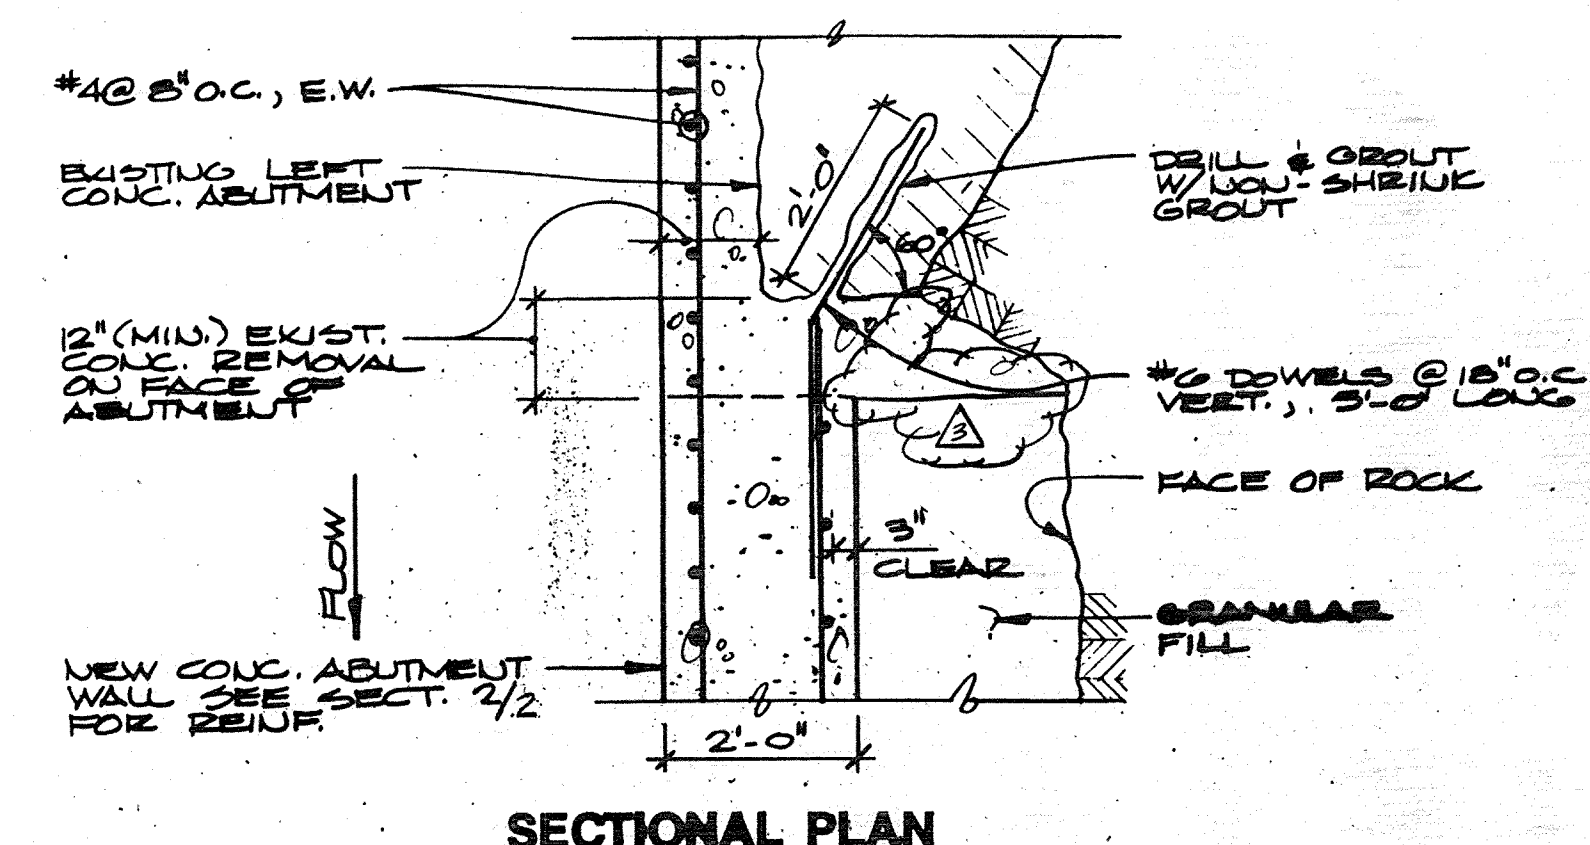 #4@ 8" O.C., E.W.
EXISTING LEFT
CONC. ABUTMENT
12" (MIN.) EXIST.
CONC. REMOVAL
ON FACE OF
ABUTMENT
FLOW
NEW CONC. ABUTMENT
WALL SEE SECT. 2/2
FOR REINF.
2'-0"
60°
DRILL & GROUT
W/ NON-SHRINK
GROUT
#6 DOWELS @ 18" O.C.
VERT., 3'-0" LONG
3
FACE OF ROCK
3"
CLEAR
GRANULAR
FILL
2'-0"
SECTIONAL PLAN